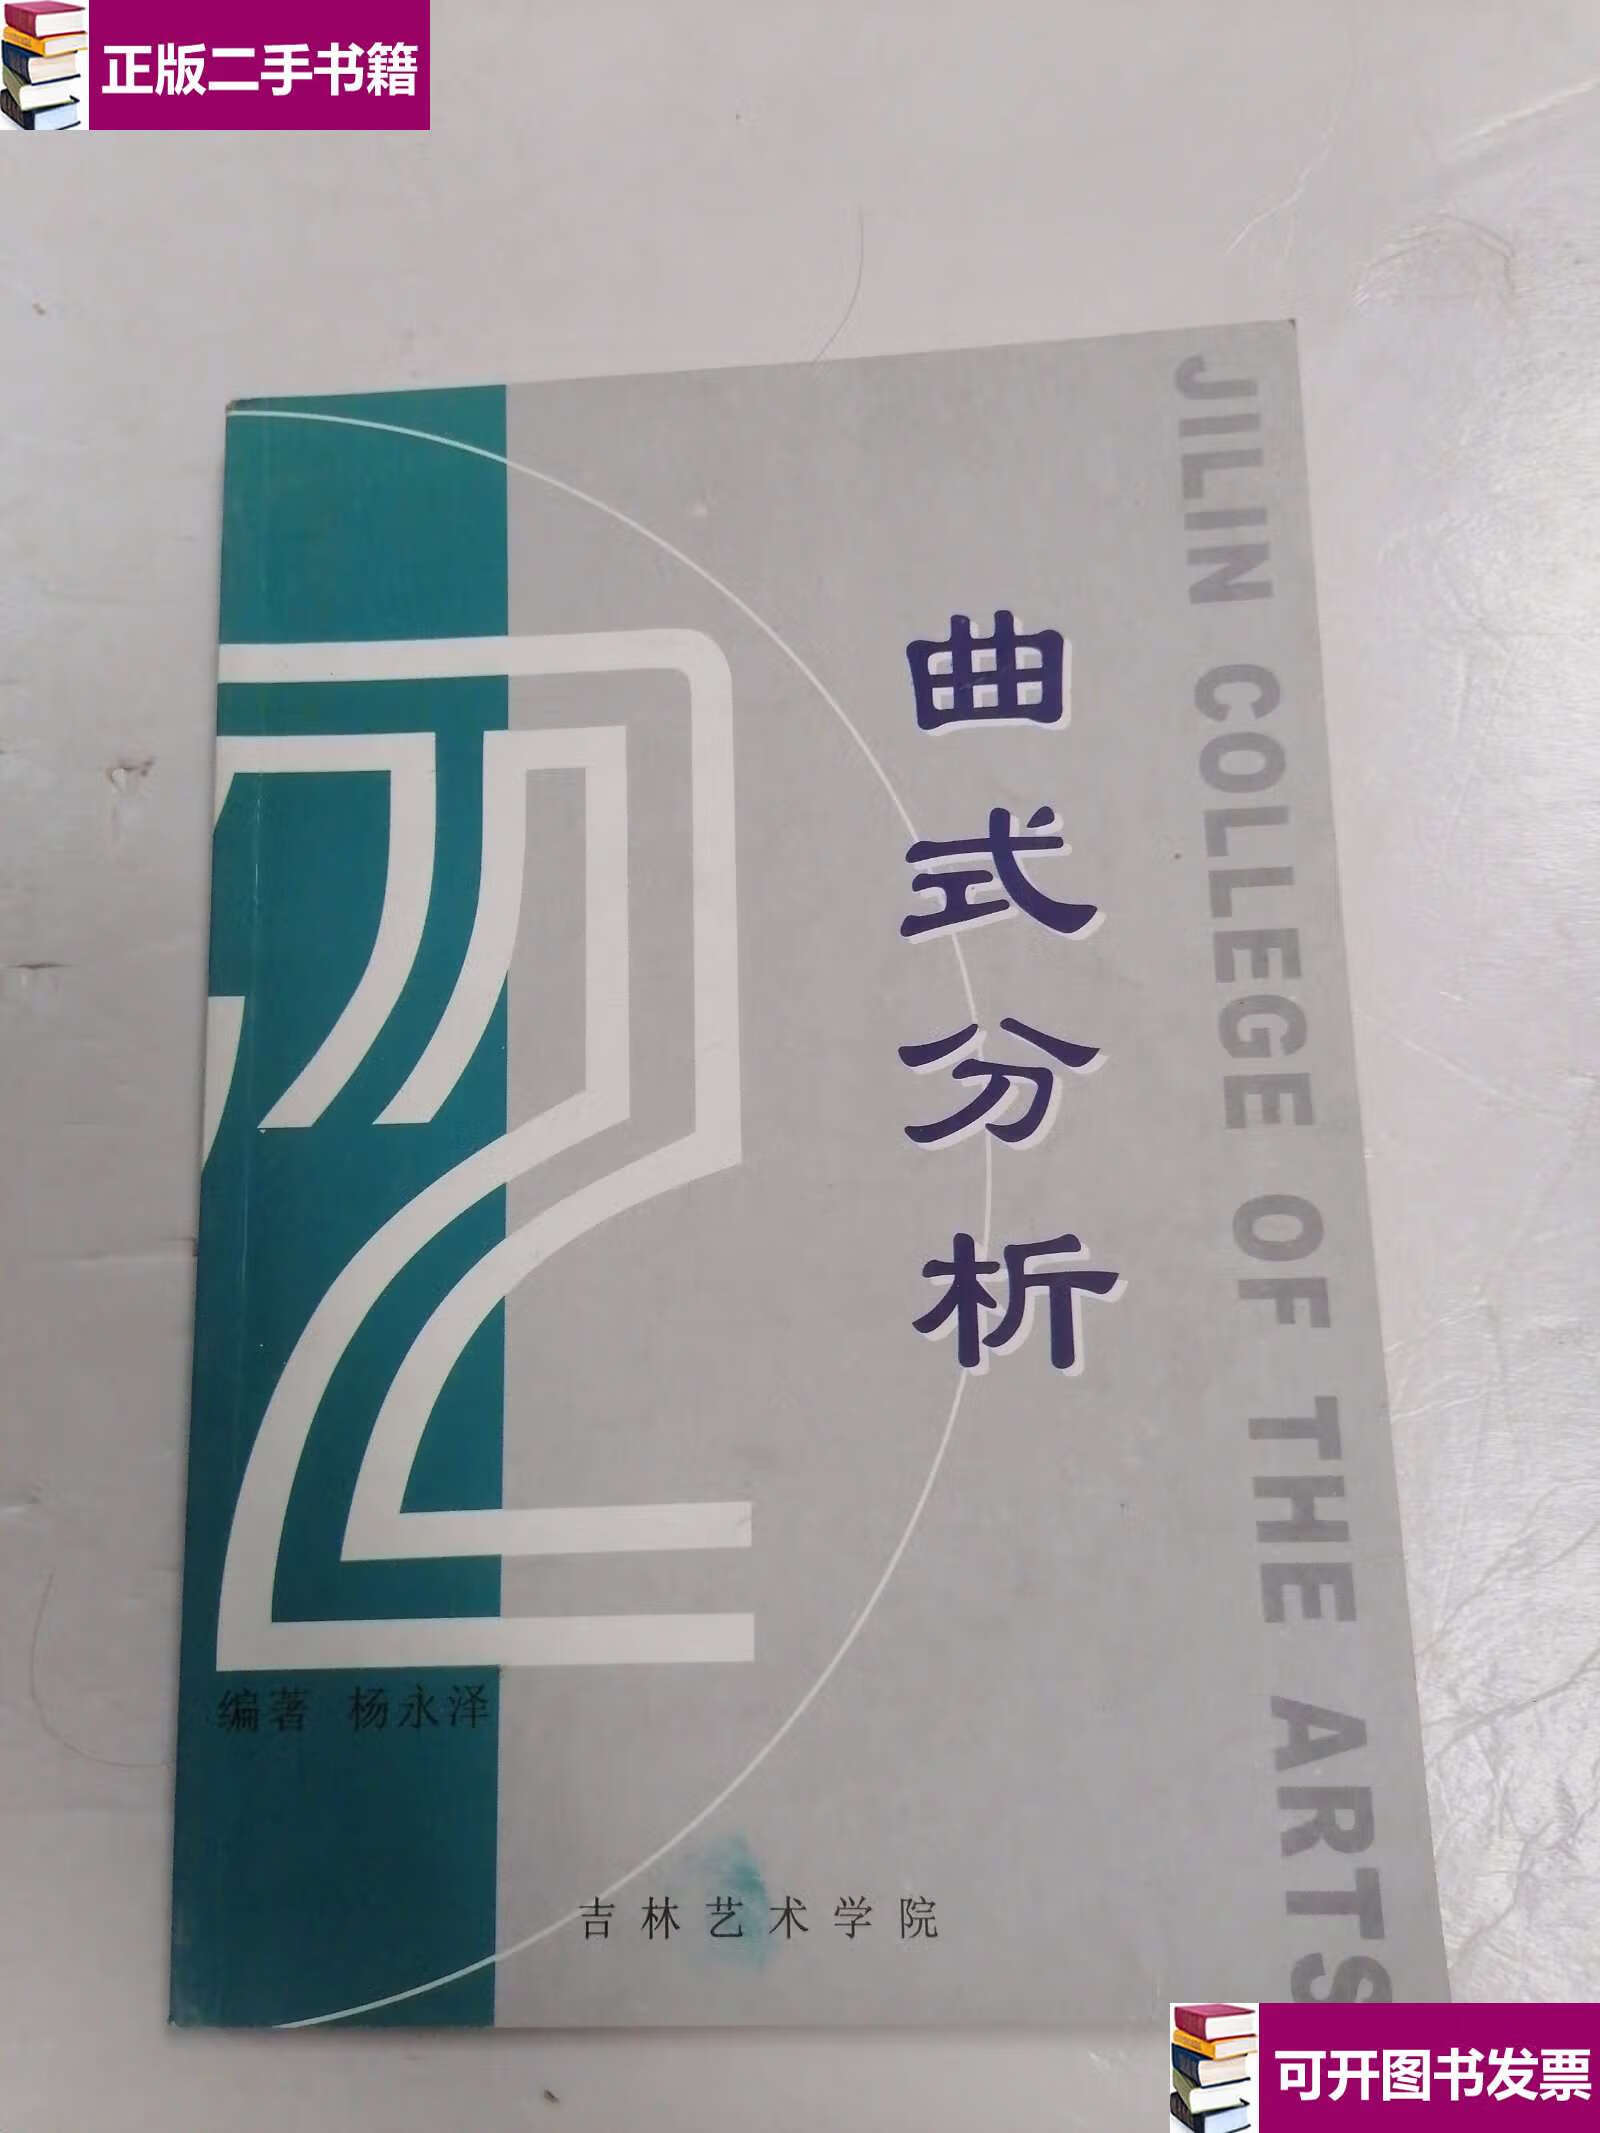 正版二手书籍
JILIN COLLEGE OF THE ARTS
曲式分析
编著 杨永泽
吉林艺术学院
可开图书发票